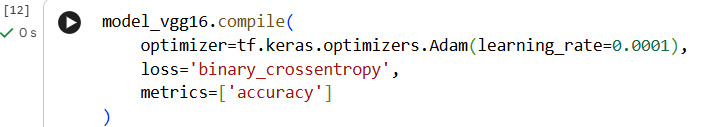 [12]
0 s
model_vgg16.compile(
    optimizer=tf.keras.optimizers.Adam(learning_rate=0.0001),
    loss='binary_crossentropy',
    metrics=['accuracy']
)